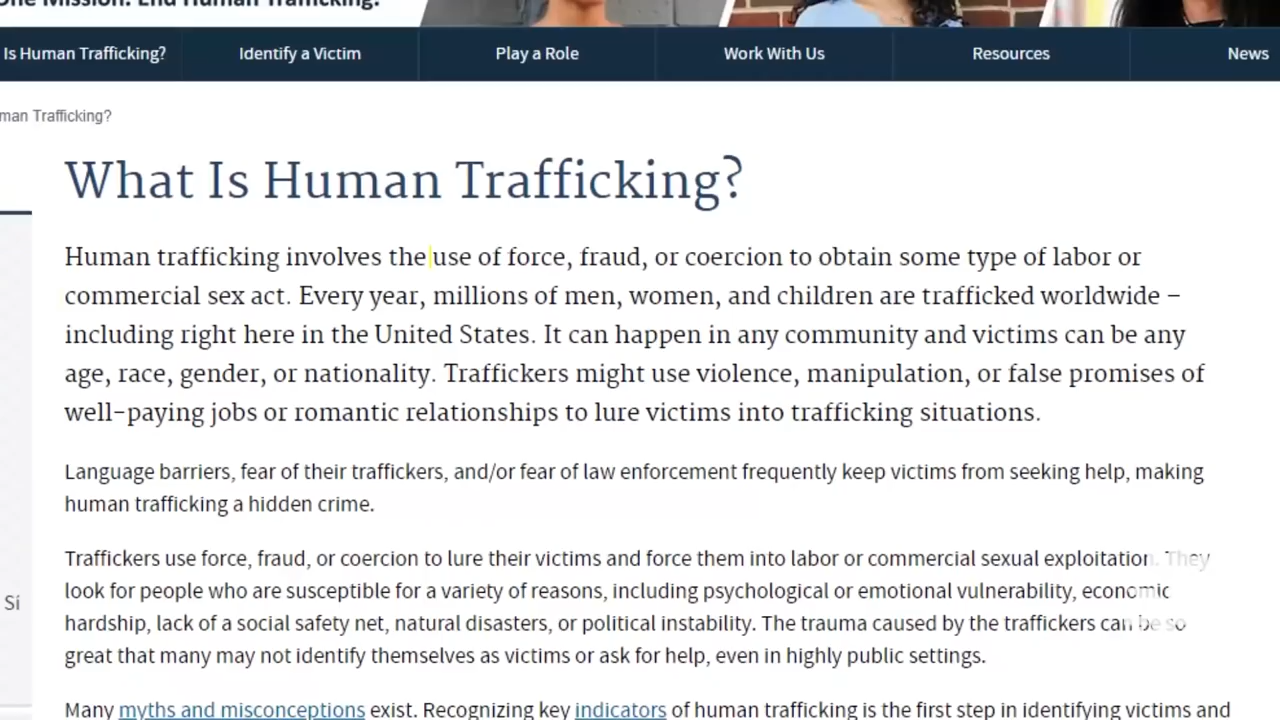 One Mission: End Human Trafficking.
Is Human Trafficking?
Identify a Victim
Play a Role
Work With Us
Resources
News
man Trafficking?
What Is Human Trafficking?
Human trafficking involves the use of force, fraud, or coercion to obtain some type of labor or
commercial sex act. Every year, millions of men, women, and children are trafficked worldwide –
including right here in the United States. It can happen in any community and victims can be any
age, race, gender, or nationality. Traffickers might use violence, manipulation, or false promises of
well-paying jobs or romantic relationships to lure victims into trafficking situations.
Language barriers, fear of their traffickers, and/or fear of law enforcement frequently keep victims from seeking help, making
human trafficking a hidden crime.
Traffickers use force, fraud, or coercion to lure their victims and force them into labor or commercial sexual exploitation. They
look for people who are susceptible for a variety of reasons, including psychological or emotional vulnerability, economic
hardship, lack of a social safety net, natural disasters, or political instability. The trauma caused by the traffickers can be so
great that many may not identify themselves as victims or ask for help, even in highly public settings.
Sí
Many myths and misconceptions exist. Recognizing key indicators of human trafficking is the first step in identifying victims and